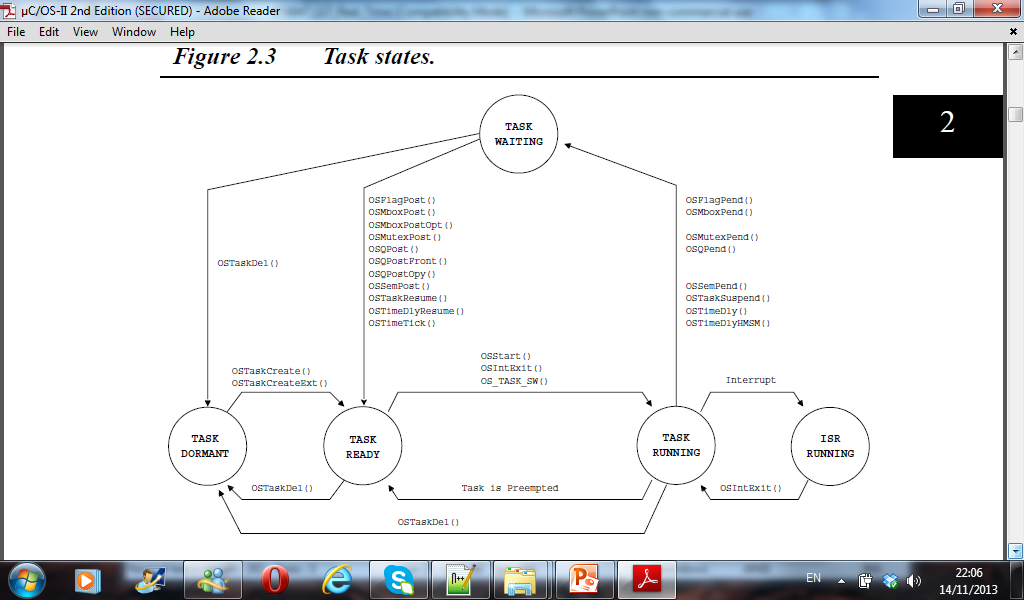 µC/OS-II 2nd Edition (SECURED) - Adobe Reader
File Edit View Window Help
Figure 2.3 Task states.
2
TASK
WAITING
OSFlagPost()
OSMboxPost()
OSMboxPostOpt()
OSMutexPost()
OSQPost()
OSQPostFront()
OSQPostOpy()
OSSemPost()
OSTaskResume()
OSTimeDlyResume()
OSTimeTick()
OSFlagPend()
OSMboxPend()
OSMutexPend()
OSQPend()
OSSemPend()
OSTaskSuspend()
OSTimeDly()
OSTimeDlyHMSM()
OSTaskDel()
OSTaskCreate()
OSTaskCreateExt()
OSStart()
OSIntExit()
OS_TASK_SW()
Interrupt
TASK
DORMANT
TASK
READY
TASK
RUNNING
ISR
RUNNING
OSTaskDel()
Task is Preempted
OSIntExit()
OSTaskDel()
EN
22:06
14/11/2013